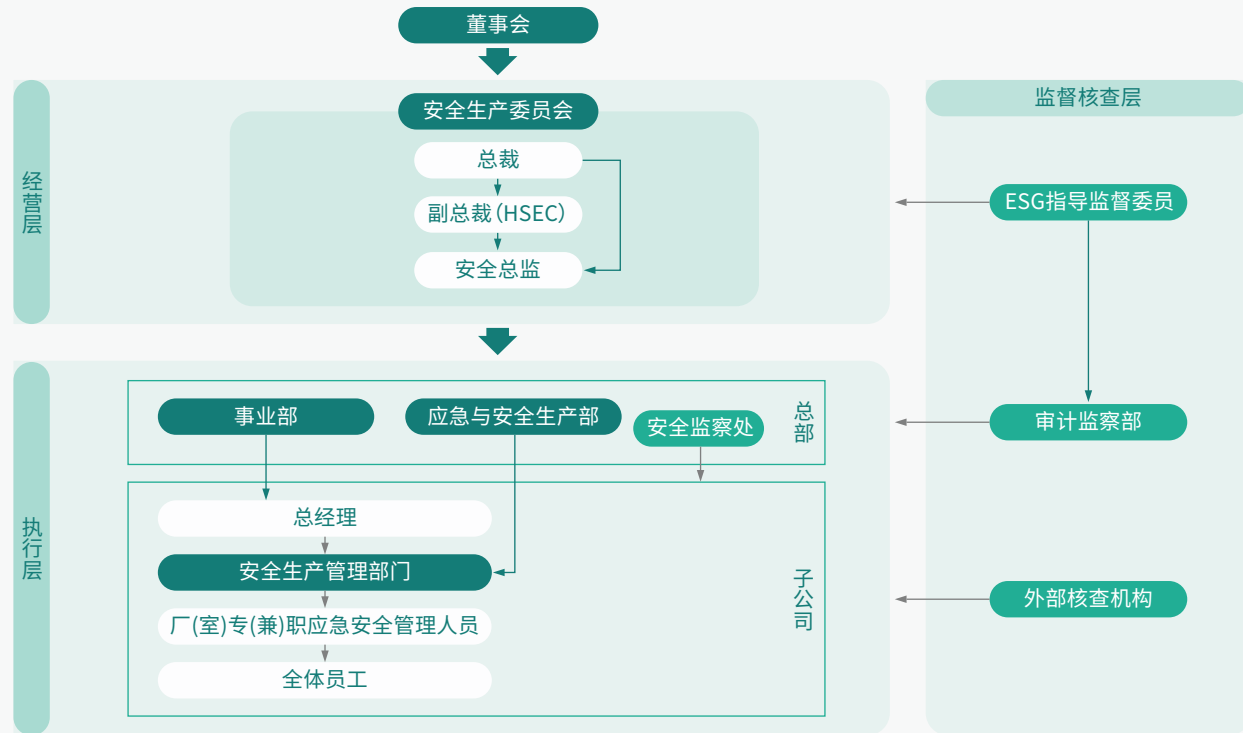 董事会
经营层
安全生产委员会
总裁
副总裁（HSEC）
安全总监
监督核查层
ESG指导监督委员
审计监察部
外部核查机构
执行层
总部
事业部
应急与安全生产部
安全监察处
子公司
总经理
安全生产管理部门
厂(室)专(兼)职应急安全管理人员
全体员工